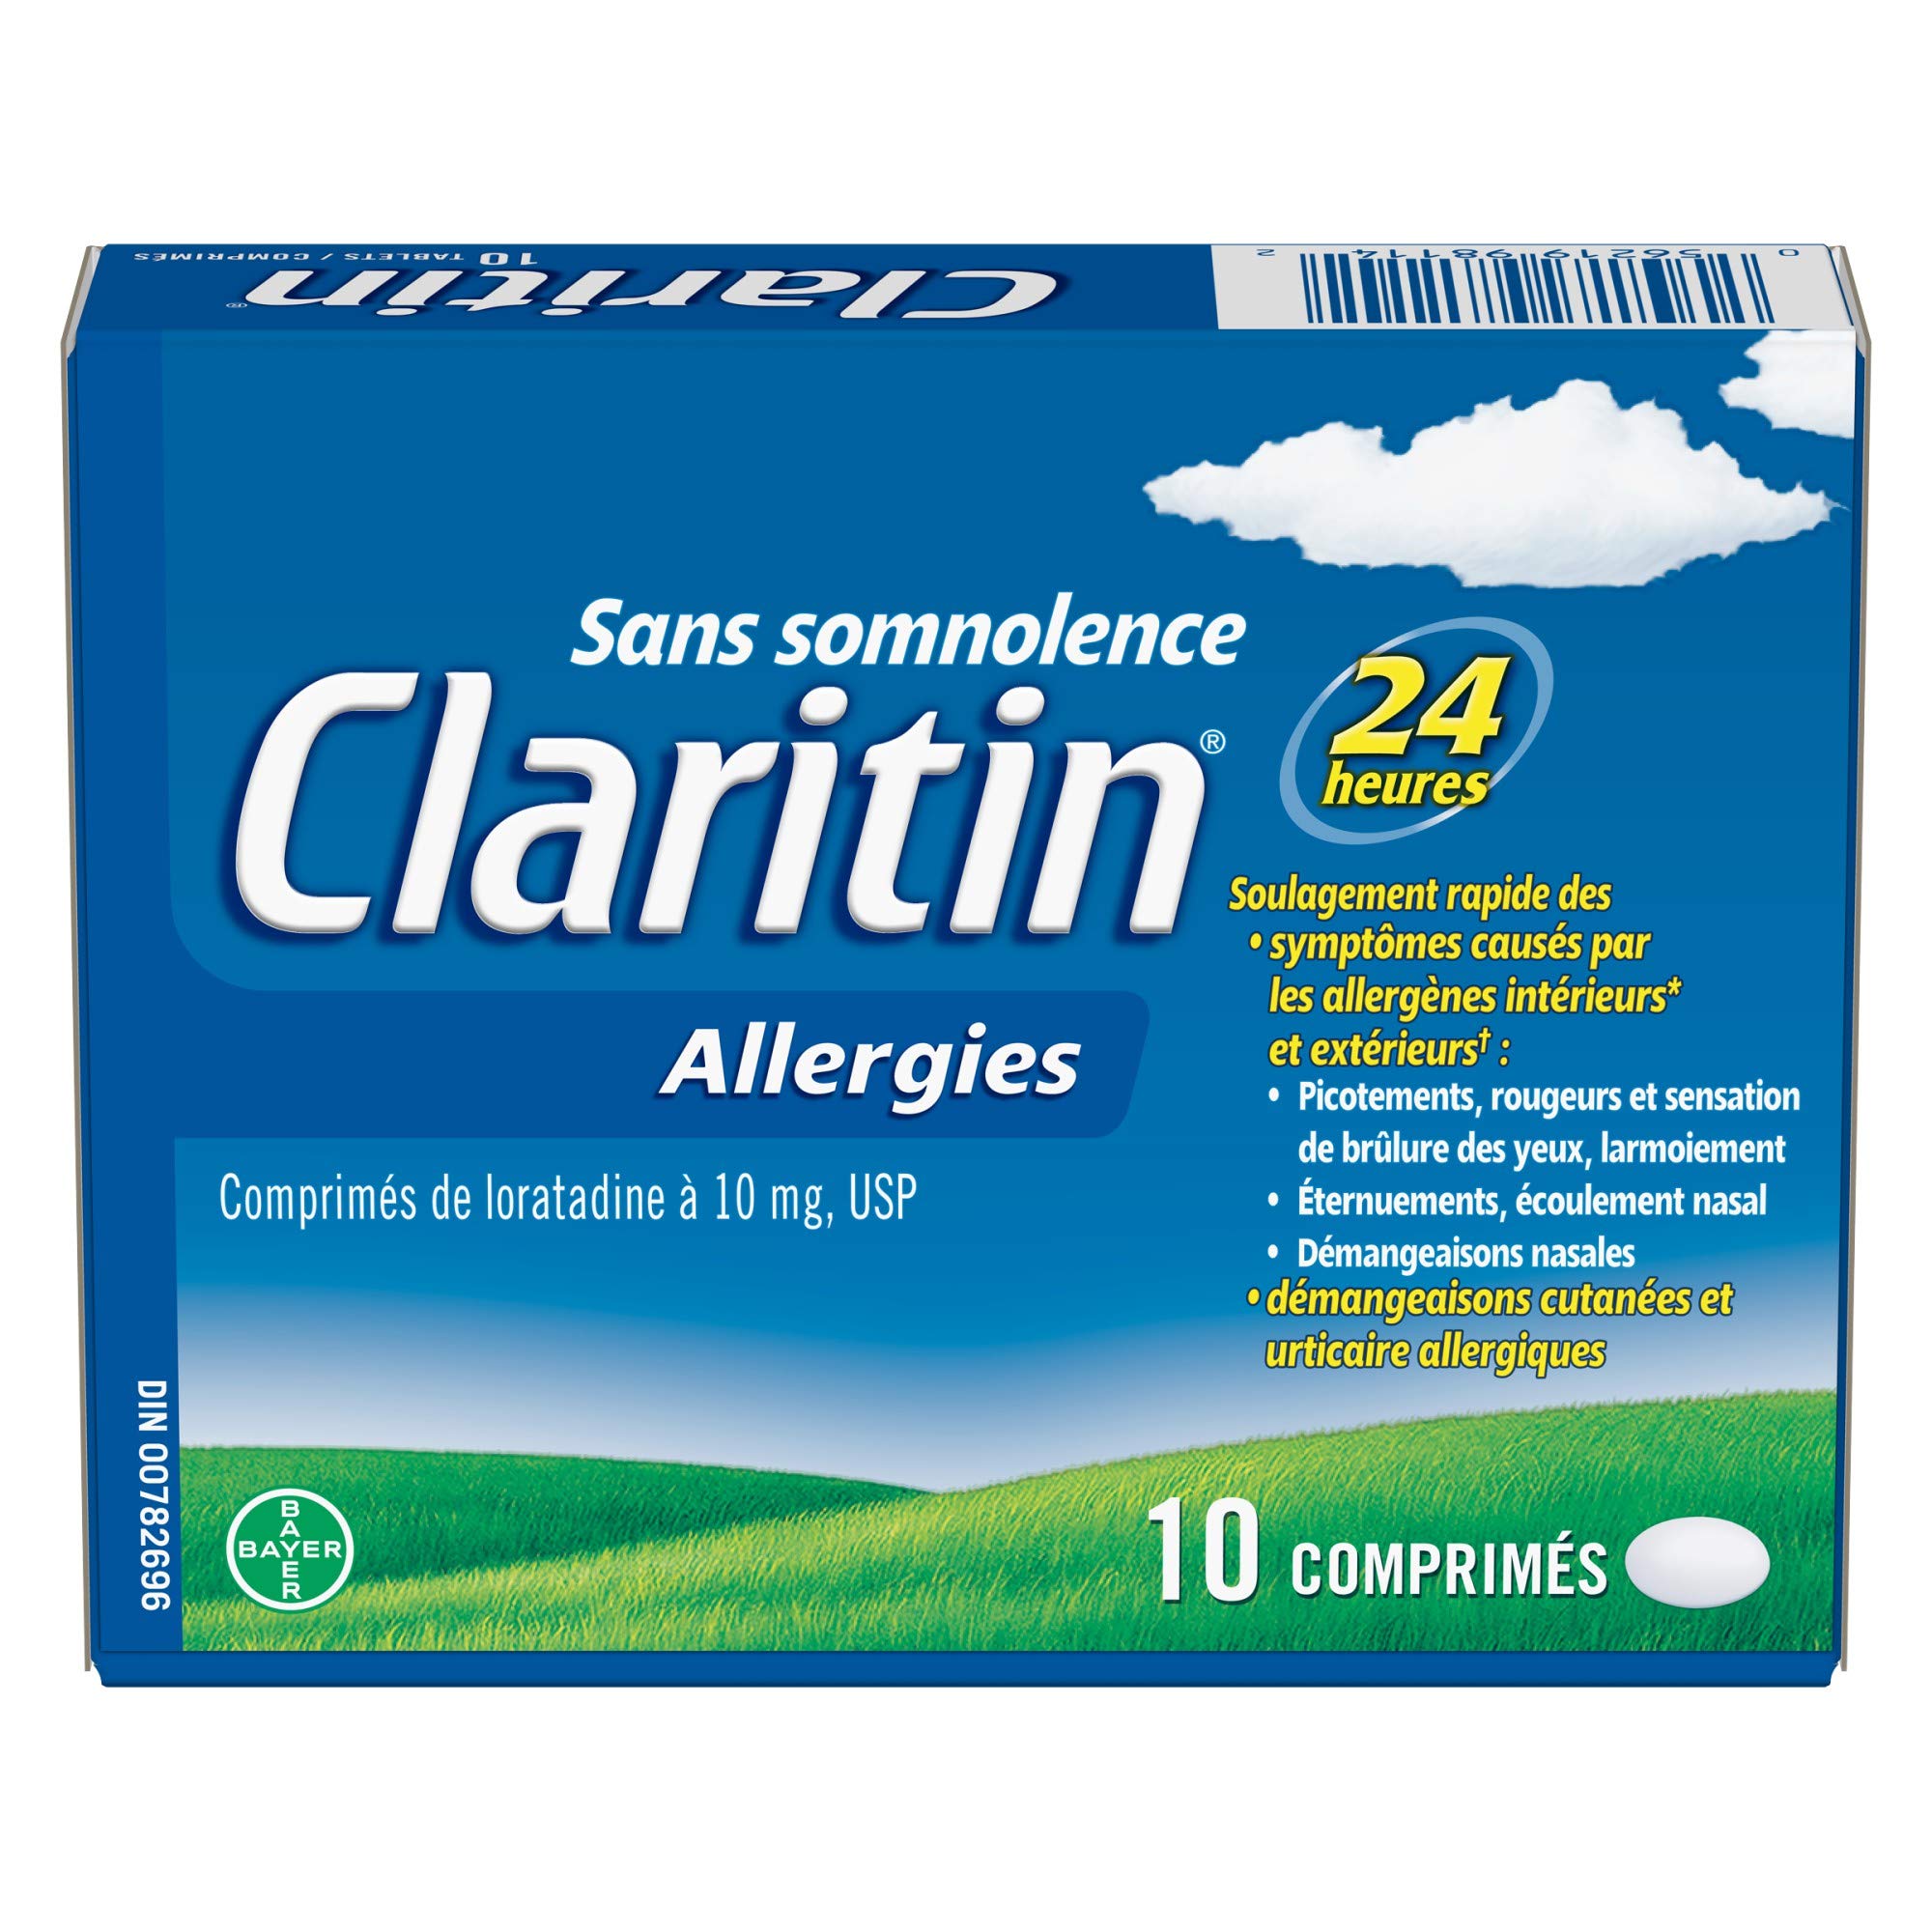 10 TABLETS / COMPRIMÉS
Claritin®
0 56219 98114 2
Sans somnolence
Claritin®
24
heures
Allergies
Comprimés de loratadine à 10 mg, USP
Soulagement rapide des
• symptômes causés par
les allergènes intérieurs*
et extérieurs† :
• Picotements, rougeurs et sensation
de brûlure des yeux, larmoiement
• Éternuements, écoulement nasal
• Démangeaisons nasales
• démangeaisons cutanées et
urticaire allergiques
DIN 00782696
BAYER
BAYER
10 COMPRIMÉS